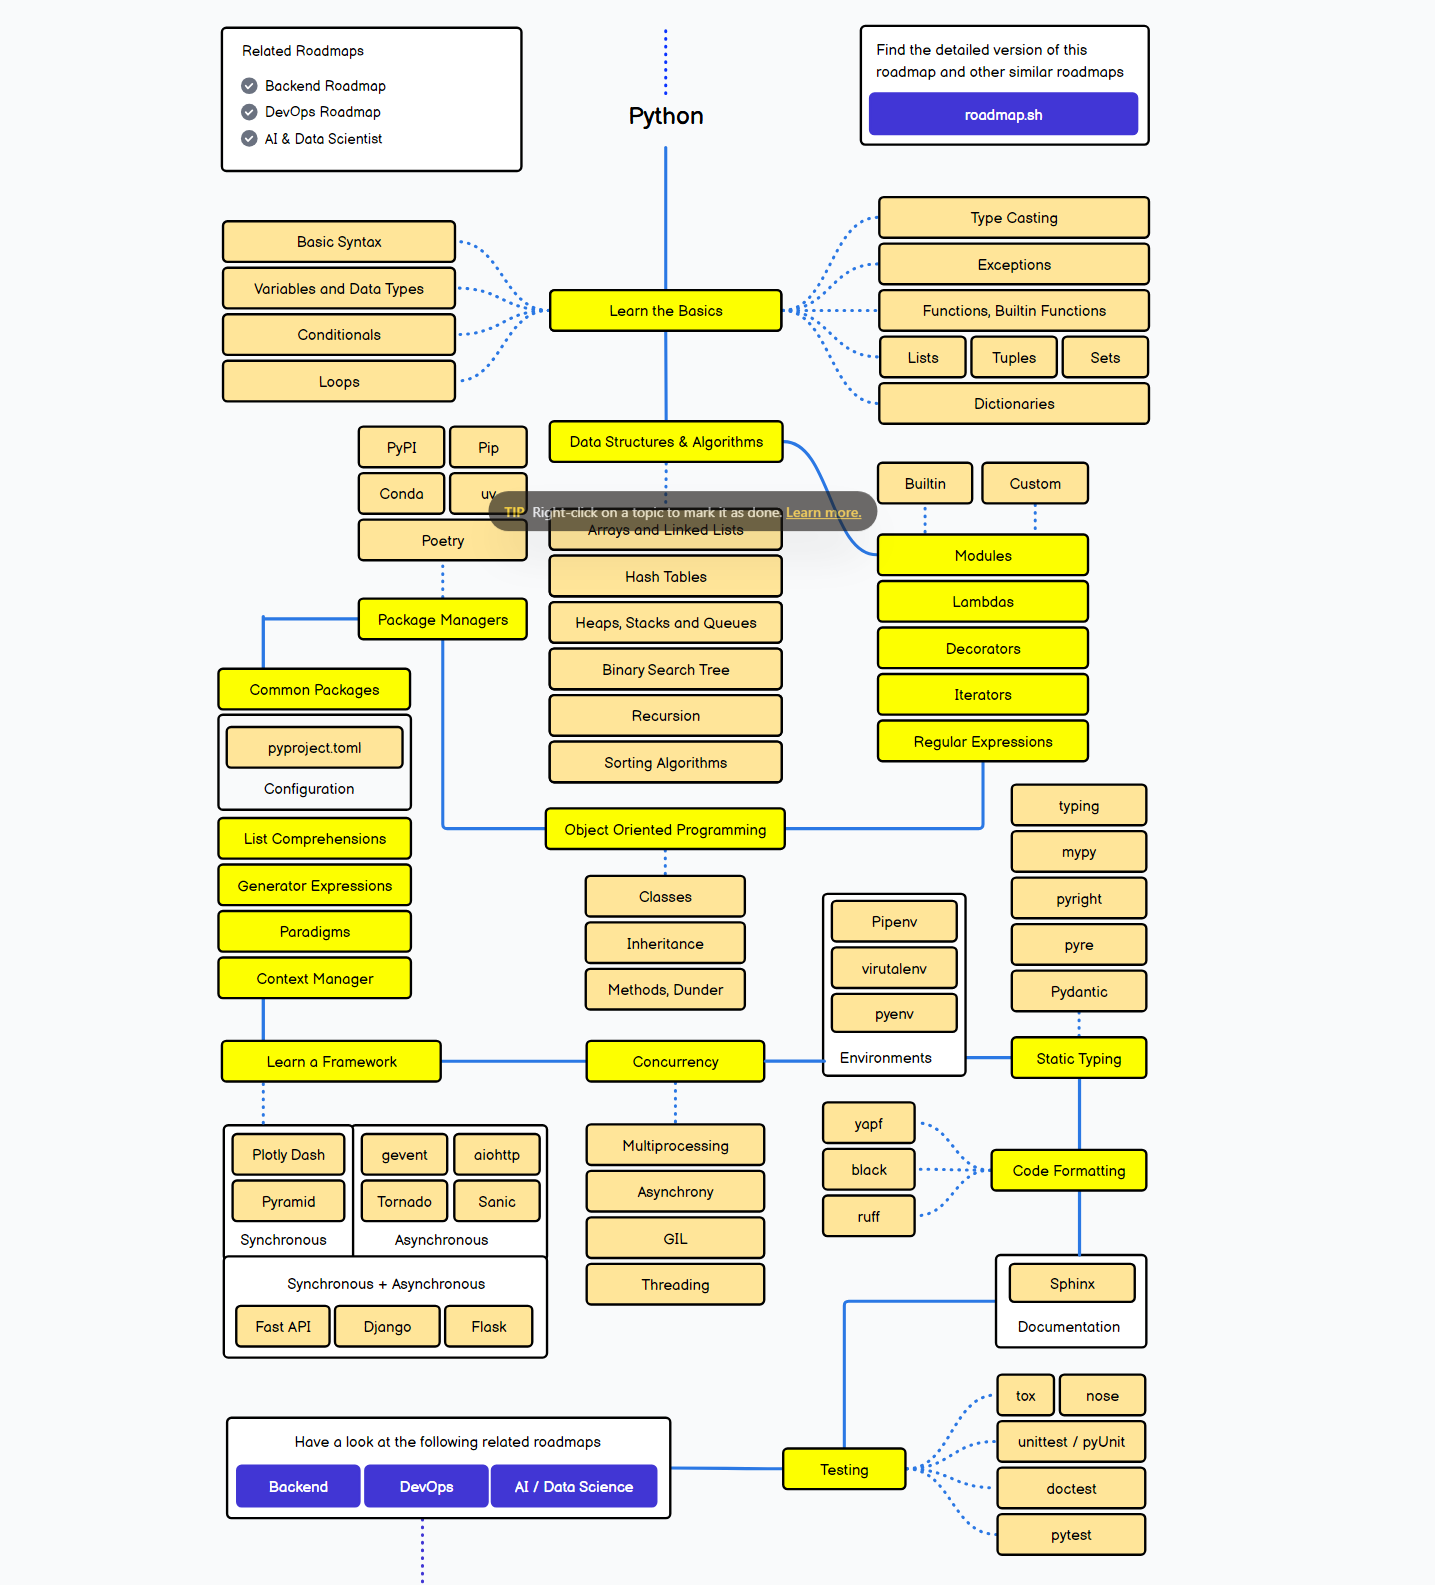 Related Roadmaps
Backend Roadmap
DevOps Roadmap
AI & Data Scientist
Python
Find the detailed version of this
roadmap and other similar roadmaps
roadmap.sh
Basic Syntax
Variables and Data Types
Conditionals
Loops
Learn the Basics
Type Casting
Exceptions
Functions, Builtin Functions
Lists
Tuples
Sets
Dictionaries
PyPI
Pip
Conda
uv
Poetry
Package Managers
Data Structures & Algorithms
TIP Right-click on a topic to mark it as done. Learn more.
Arrays and Linked Lists
Hash Tables
Heaps, Stacks and Queues
Binary Search Tree
Recursion
Sorting Algorithms
Builtin
Custom
Modules
Lambdas
Decorators
Iterators
Regular Expressions
Common Packages
pyproject.toml
Configuration
List Comprehensions
Generator Expressions
Paradigms
Context Manager
Object Oriented Programming
Classes
Inheritance
Methods, Dunder
Pipenv
virutalenv
pyenv
Environments
typing
mypy
pyright
pyre
Pydantic
Static Typing
Learn a Framework
Concurrency
Plotly Dash
Pyramid
Synchronous
gevent
aiohttp
Tornado
Sanic
Asynchronous
Synchronous + Asynchronous
Fast API
Django
Flask
Multiprocessing
Asynchrony
GIL
Threading
yapf
black
ruff
Code Formatting
Sphinx
Documentation
tox
nose
unittest / pyUnit
doctest
pytest
Testing
Have a look at the following related roadmaps
Backend
DevOps
AI / Data Science